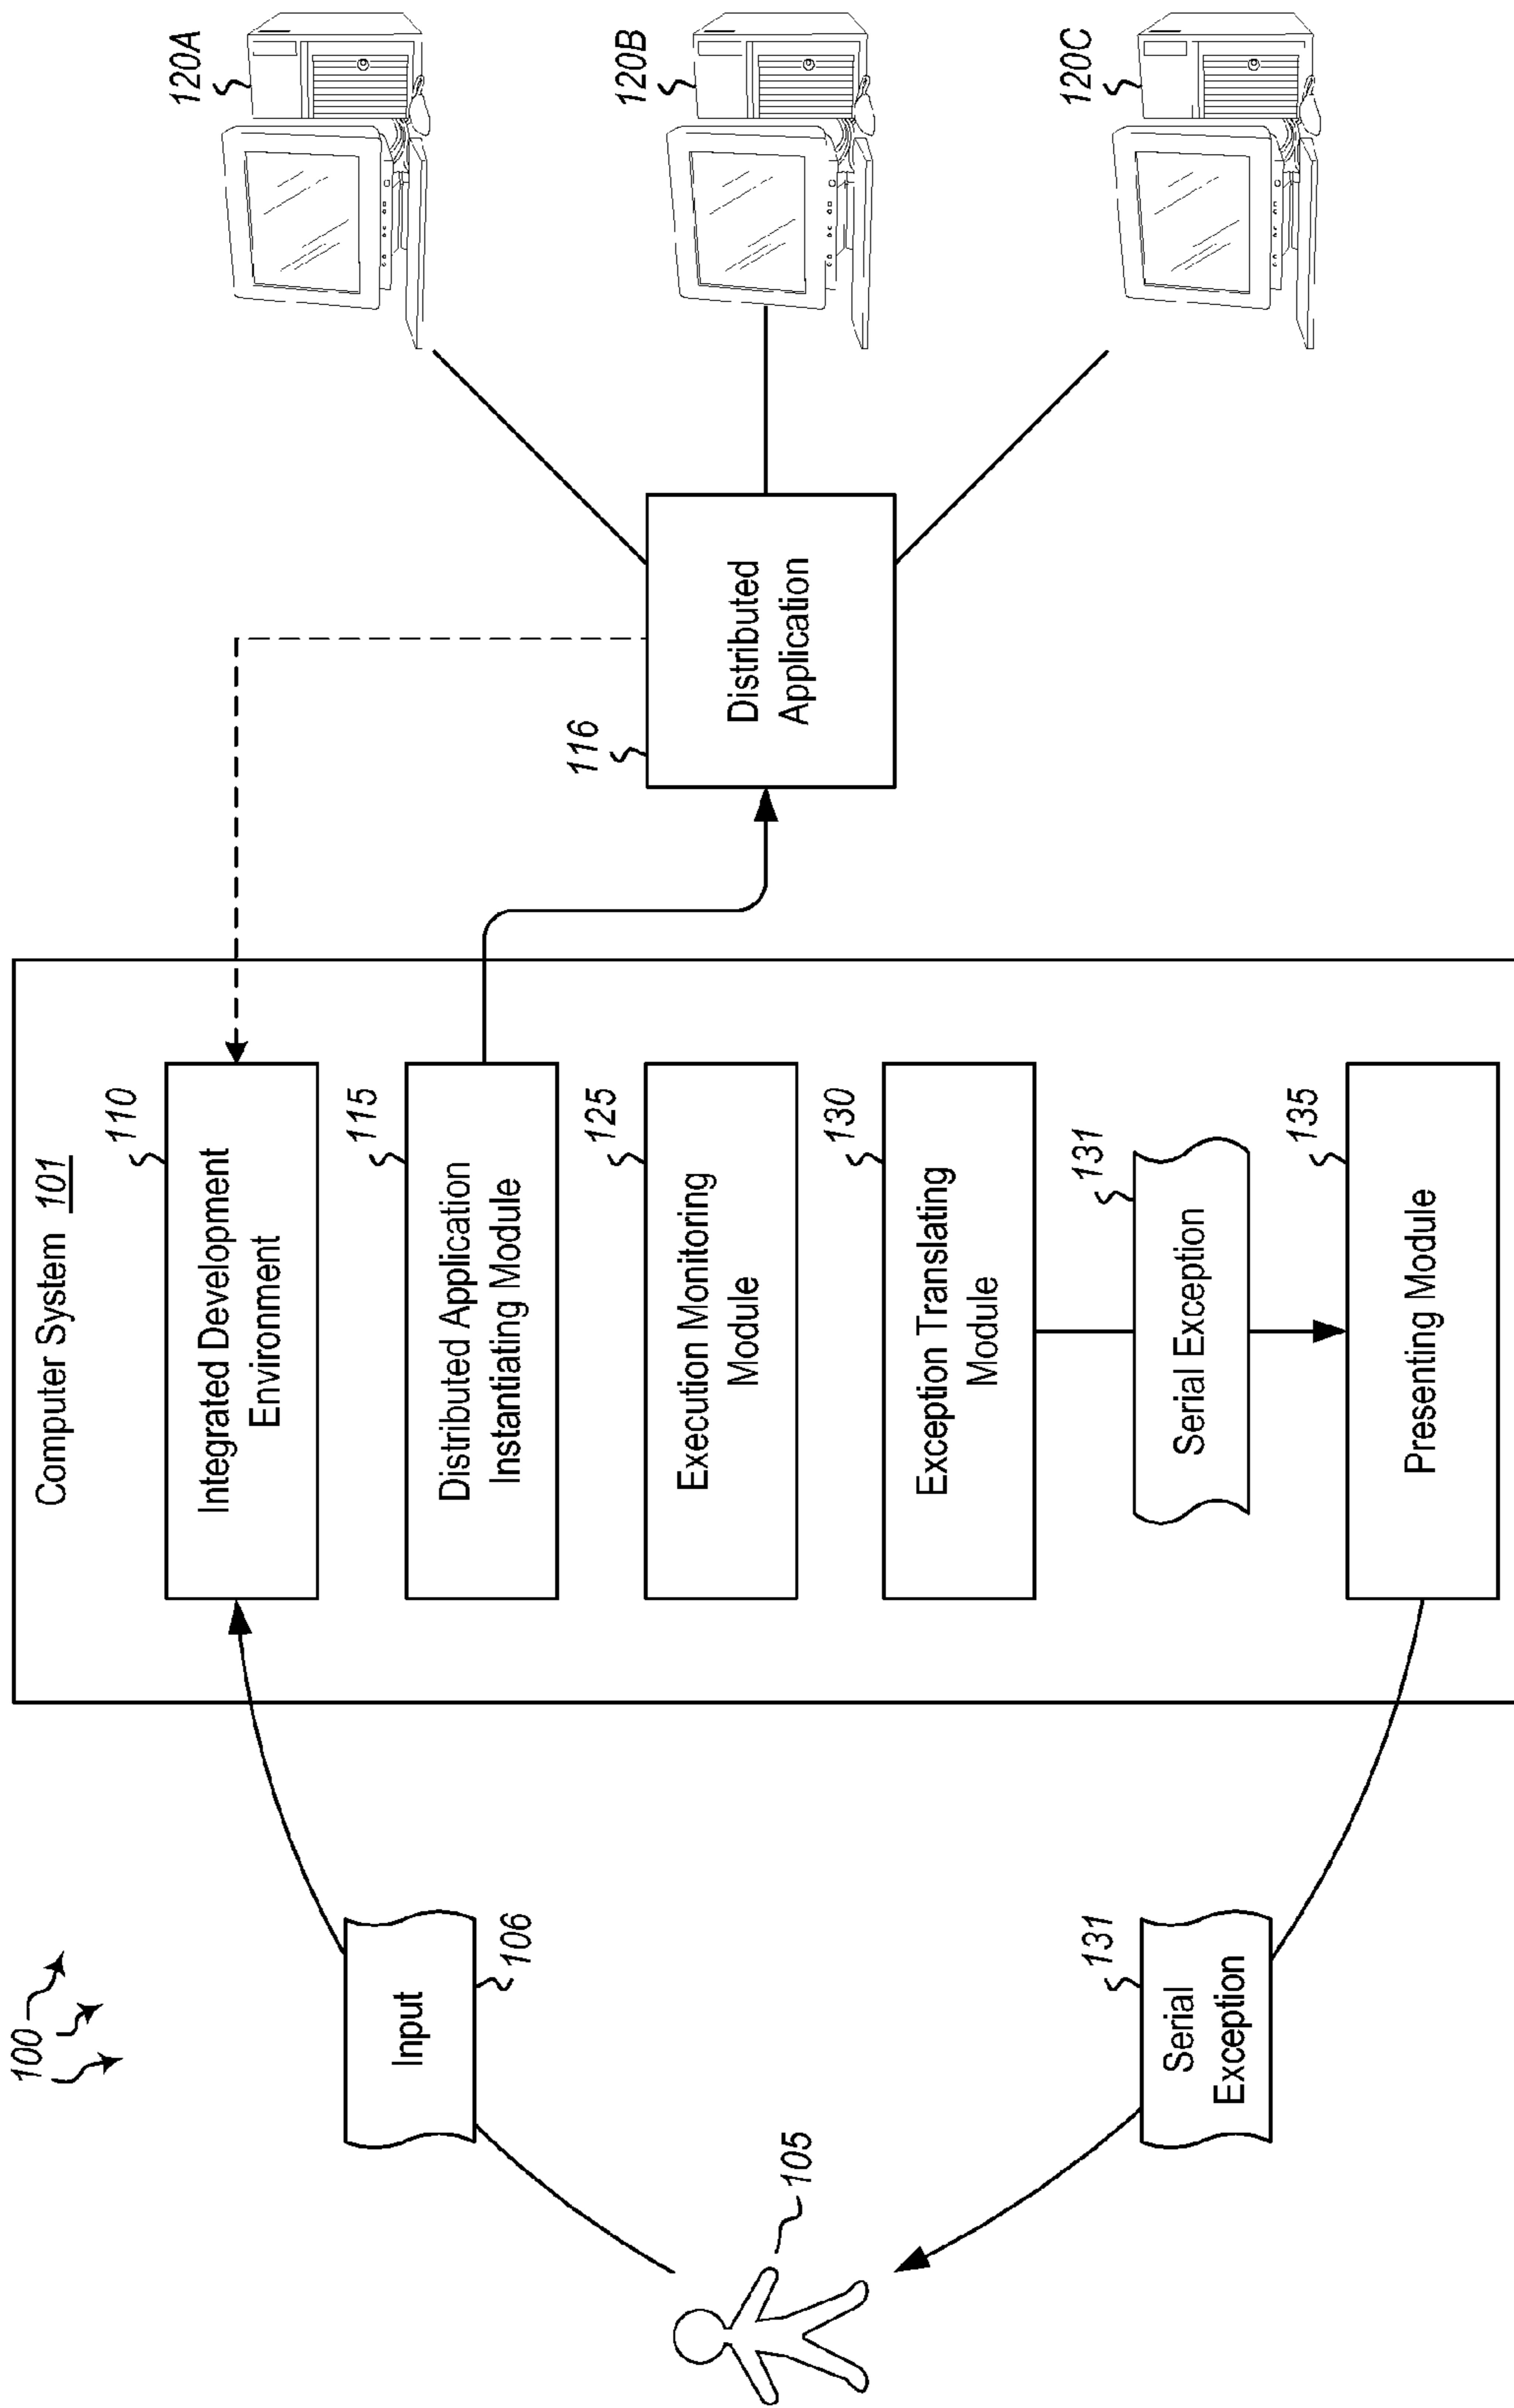 100
Computer System 101
Integrated Development
Environment
110
Distributed Application
Instantiating Module
115
Execution Monitoring
Module
125
Exception Translating
Module
130
Serial Exception
131
Presenting Module
135
Input
106
105
Serial
Exception
131
Distributed
Application
116
120A
120B
120C